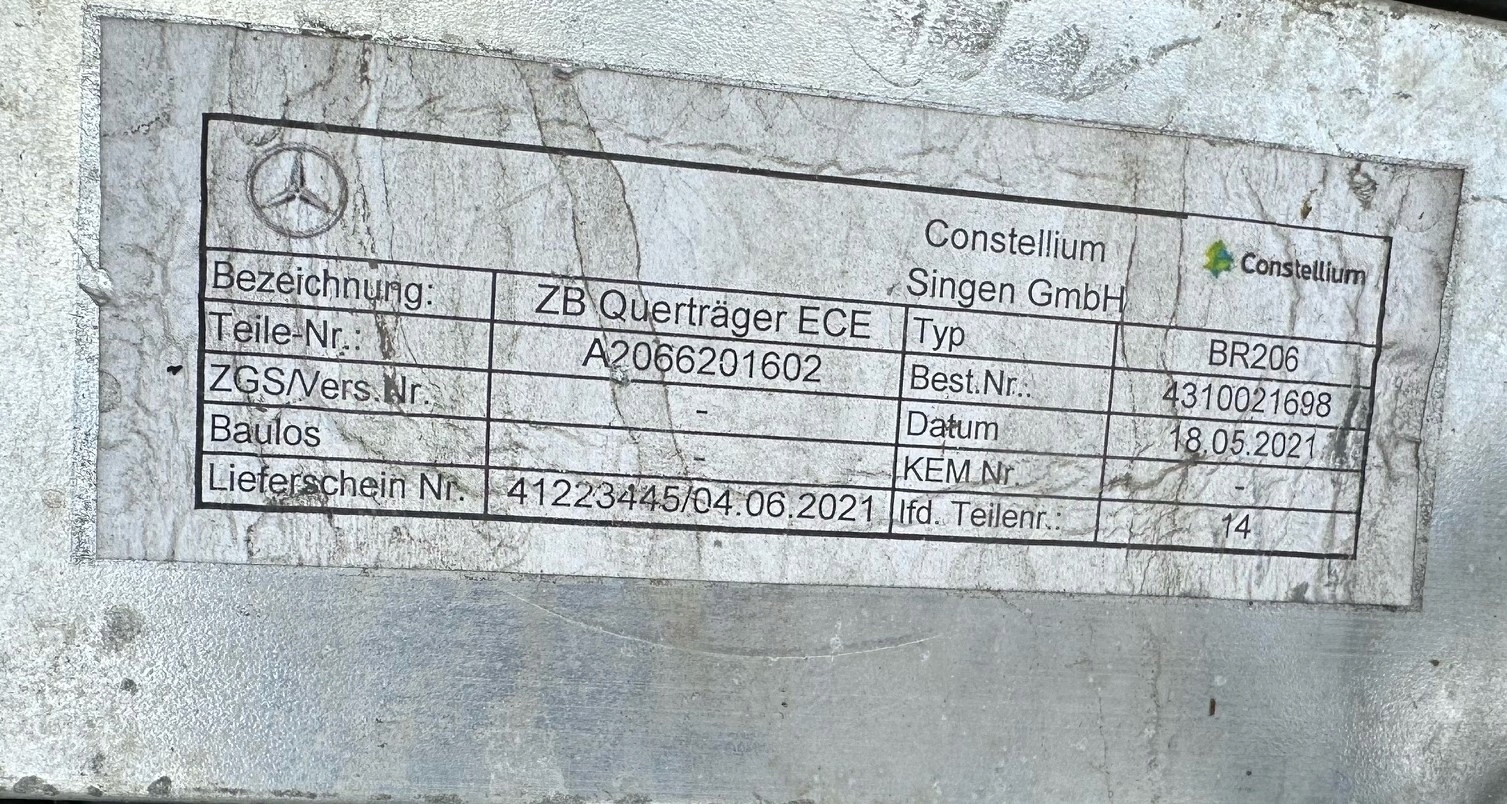 Constellium
Singen GmbH
Constellium
Bezeichnung: ZB Querträger ECE Typ BR206
Teile-Nr.: A2066201602 Best.Nr.: 4310021698
ZGS/Vers.Nr. - Datum 18.05.2021
Baulos - KEM Nr. -
Lieferschein Nr. 41223445/04.06.2021 lfd. Teilenr.: 14